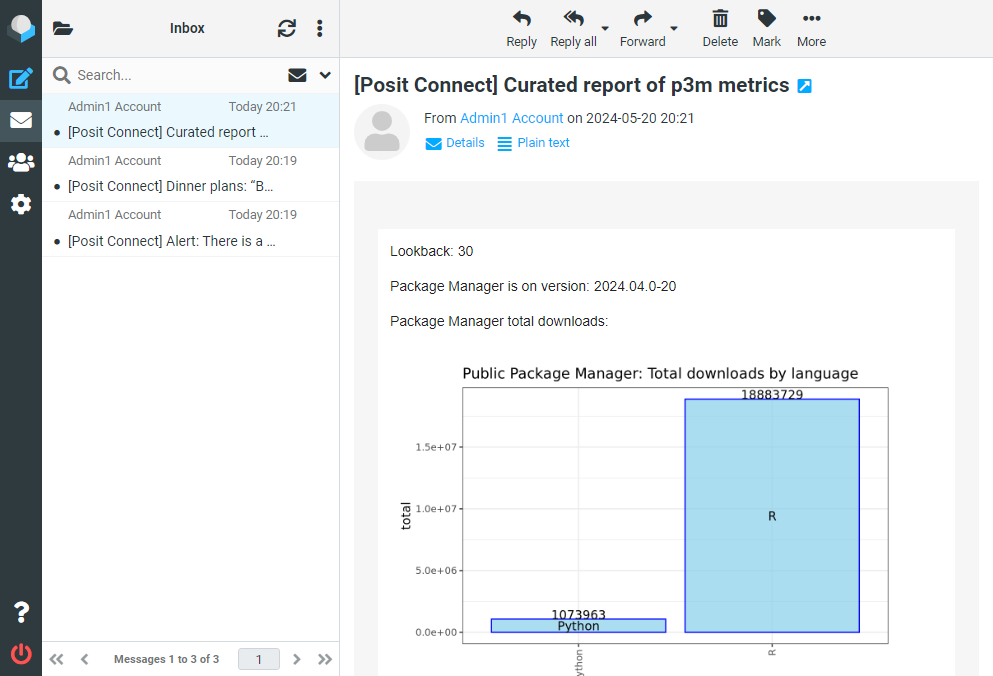 Inbox
Search...
Admin1 Account Today 20:21
[Posit Connect] Curated report ...
Admin1 Account Today 20:19
[Posit Connect] Dinner plans: “B...
Admin1 Account Today 20:19
[Posit Connect] Alert: There is a ...
Messages 1 to 3 of 3 1
Reply Reply all Forward Delete Mark More
[Posit Connect] Curated report of p3m metrics
From Admin1 Account on 2024-05-20 20:21
Details Plain text
Lookback: 30
Package Manager is on version: 2024.04.0-20
Package Manager total downloads:
Public Package Manager: Total downloads by language
18883729
1.5e+07
total
1.0e+07
R
5.0e+06
1073963
Python
0.0e+00
ython
R